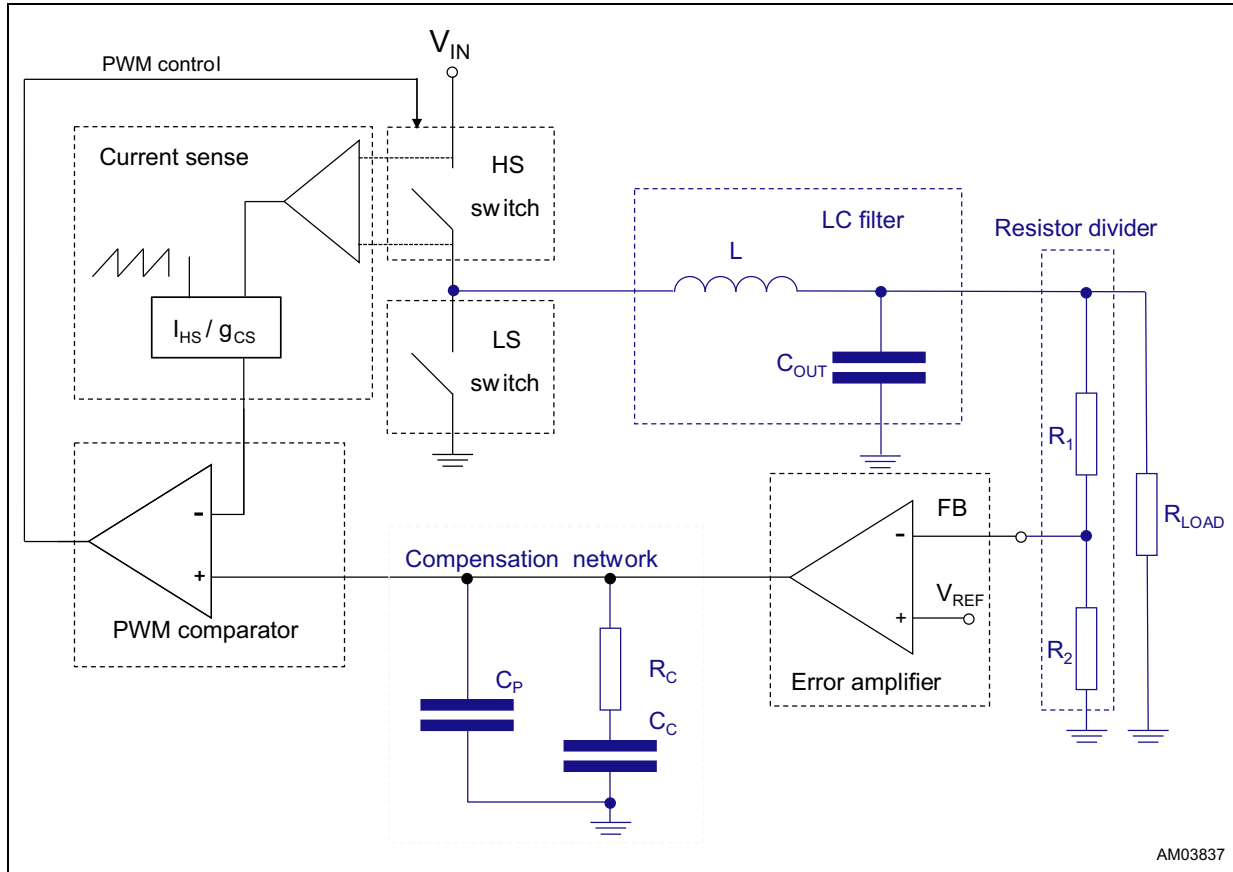 V_IN
PWM control
Current sense
HS
switch
LC filter
Resistor divider
L
I_HS / g_CS
LS
switch
C_OUT
R_1
-
+
PWM comparator
Compensation network
FB
-
R_LOAD
V_REF
+
R_2
C_P
R_C
C_C
Error amplifier
AM03837